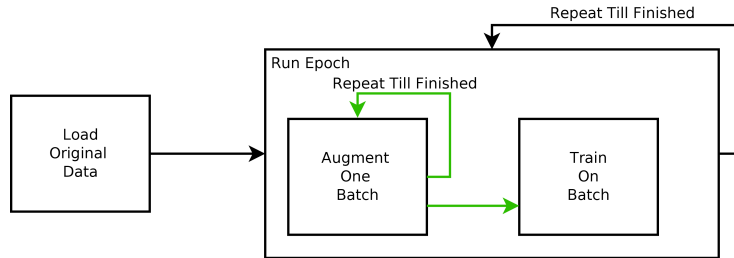 Repeat Till Finished
Run Epoch
Repeat Till Finished
Load
Original
Data
Augment
One
Batch
Train
On
Batch